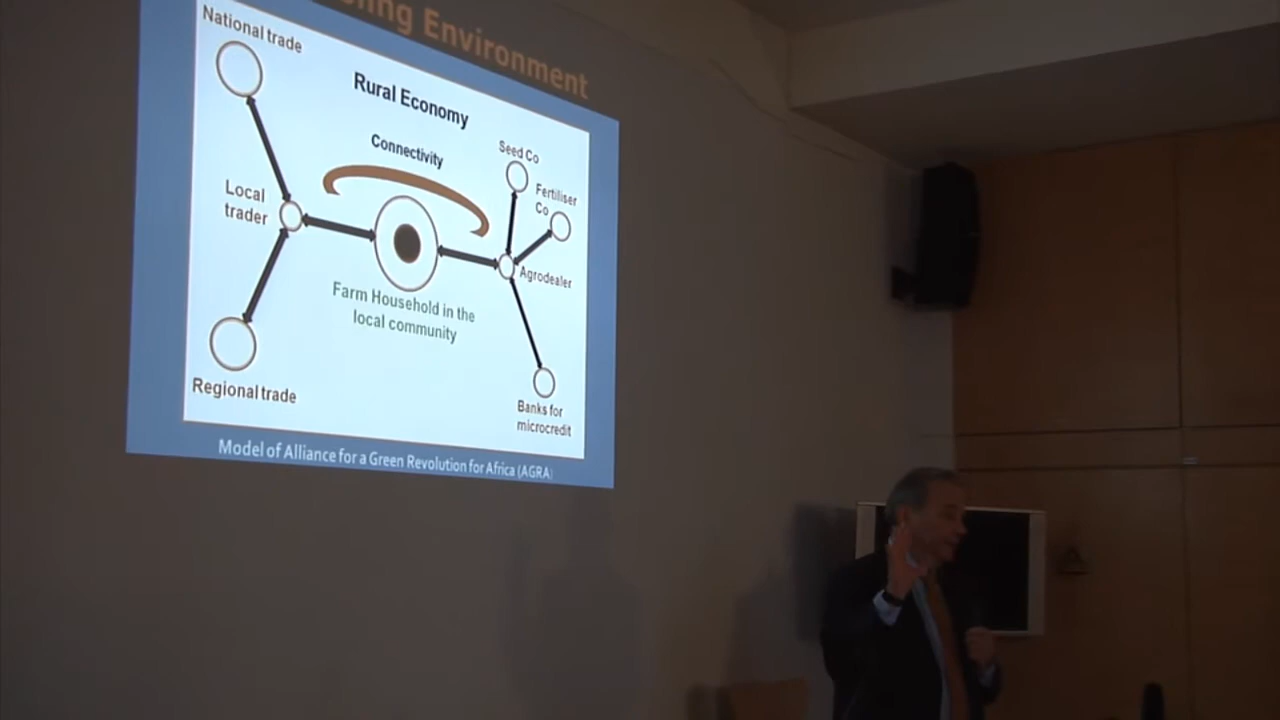 Environment
National trade
Rural Economy
Connectivity
Seed Co
Fertiliser
Co
Local
trader
Agrodealer
Farm Household in the
local community
Regional trade
Banks for
microcredit
Model of Alliance for a Green Revolution for Africa (AGRA)